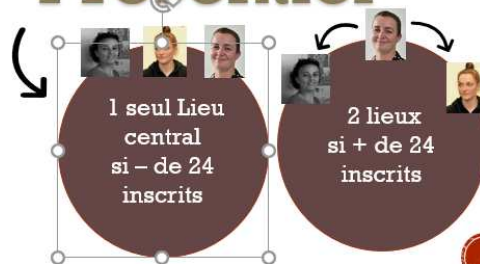 1 seul Lieu
central
si – de 24
inscrits
2 lieux
si + de 24
inscrits